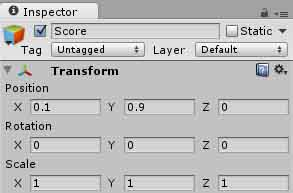 Inspector
Score Static
Tag Untagged Layer Default
Transform
Position
X 0.1 Y 0.9 Z 0
Rotation
X 0 Y 0 Z 0
Scale
X 1 Y 1 Z 1